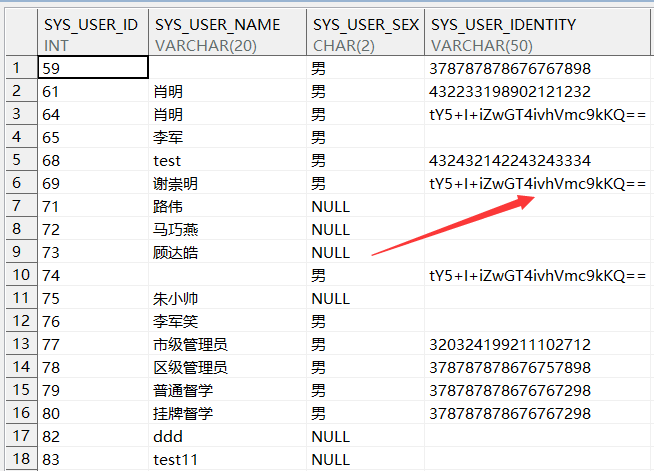 SYS_USER_ID SYS_USER_NAME SYS_USER_SEX SYS_USER_IDENTITY
INT VARCHAR(20) CHAR(2) VARCHAR(50)
1 59 男 378787878676767898
2 61 肖明 男 432233198902121232
3 64 肖明 男 tY5+I+iZwGT4ivhVmc9kKQ==
4 65 李军 男
5 68 test 男 432432142243243334
6 69 谢崇明 男 tY5+I+iZwGT4ivhVmc9kKQ==
7 71 路伟 NULL
8 72 马巧燕 NULL
9 73 顾达皓 NULL
10 74 男 tY5+I+iZwGT4ivhVmc9kKQ==
11 75 朱小帅 NULL
12 76 李军笑 男
13 77 市级管理员 男 320324199211102712
14 78 区级管理员 男 378787878676757898
15 79 普通督学 男 378787878676767298
16 80 挂牌督学 男 378787878676767298
17 82 ddd NULL
18 83 test11 NULL